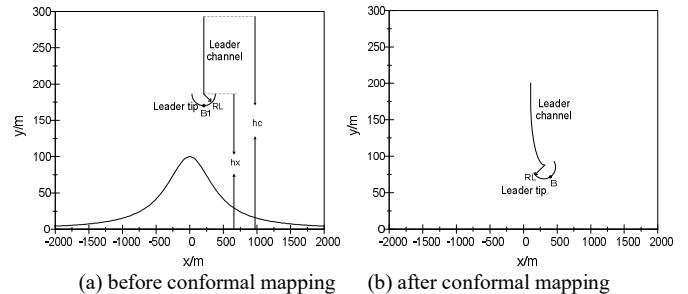 300
250
200
150
100
50
0
y/m
Leader
channel
Leader tip
RL
B1
hx
hc
-2000 -1500 -1000 -500 0 500 1000 1500 2000
x/m
(a) before conformal mapping
300
250
200
150
100
50
0
y/m
Leader
channel
RL
B
Leader tip
-2000 -1500 -1000 -500 0 500 1000 1500 2000
x/m
(b) after conformal mapping